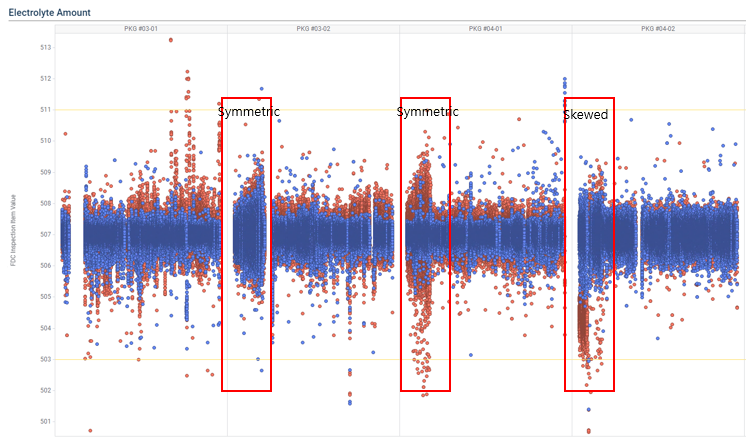 Electrolyte Amount
PKG #03-01
PKG #03-02
PKG #04-01
PKG #04-02
FDC Inspection Item Value
513
512
511
510
509
508
507
506
505
504
503
502
501
Symmetric
Symmetric
Skewed